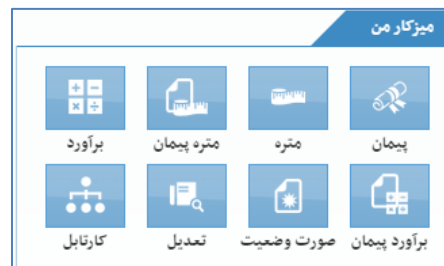 میزکار من
پیمان
متره
متره پیمان
برآورد
برآورد پیمان
صورت وضعیت
تعدیل
کارتابل